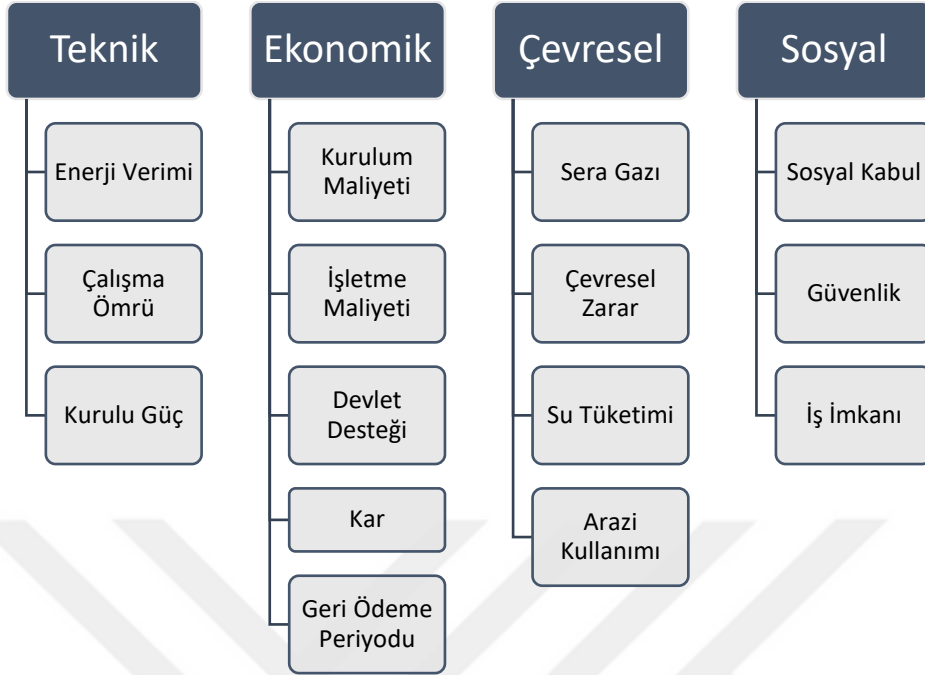 Teknik
Enerji Verimi
Çalışma
Ömrü
Kurulu Güç
Ekonomik
Kurulum
Maliyeti
İşletme
Maliyeti
Devlet
Desteği
Kar
Geri Ödeme
Periyodu
Çevresel
Sera Gazı
Çevresel
Zarar
Su Tüketimi
Arazi
Kullanımı
Sosyal
Sosyal Kabul
Güvenlik
İş İmkanı